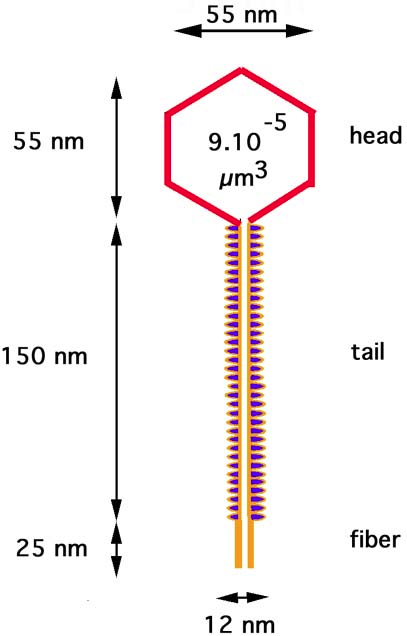 55 nm
55 nm
9.10⁻⁵
µm³
head
150 nm
tail
25 nm
fiber
12 nm